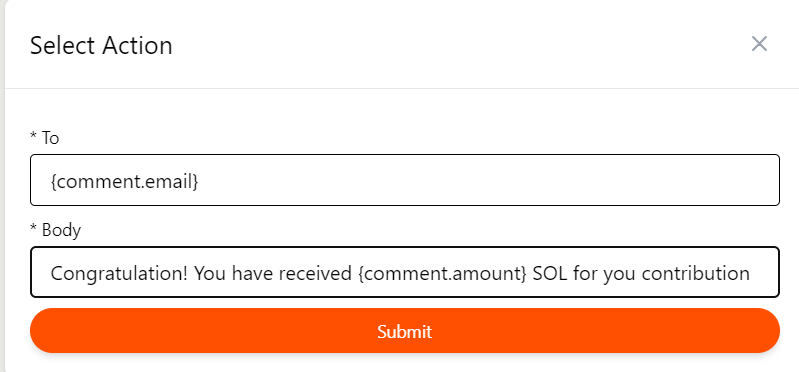 Select Action
* To
{comment.email}
* Body
Congratulation! You have received {comment.amount} SOL for you contribution
Submit